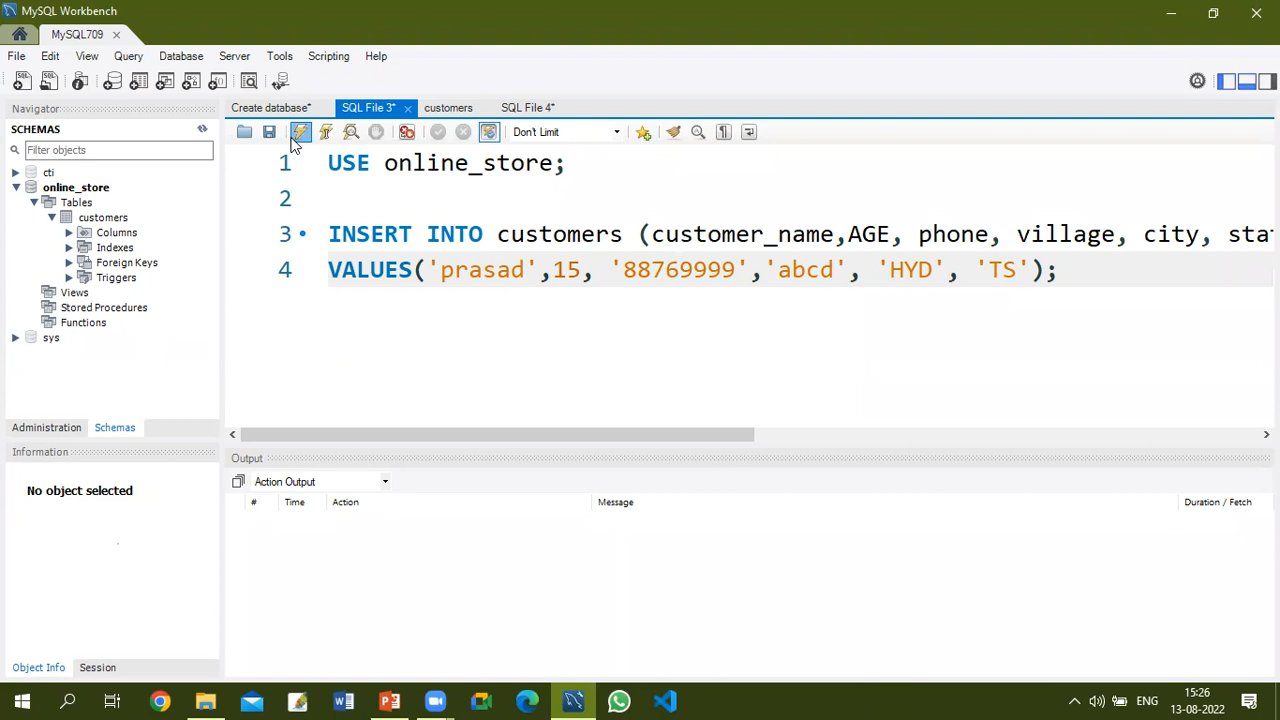 MySQL Workbench
MySQL709
File Edit View Query Database Server Tools Scripting Help
Navigator
SCHEMAS
Filter objects
cti
online_store
Tables
customers
Columns
Indexes
Foreign Keys
Triggers
Views
Stored Procedures
Functions
sys
Administration Schemas
Information
No object selected
Object Info Session
Create database* SQL File 3* customers SQL File 4*
Don't Limit
1 USE online_store;
2
3 INSERT INTO customers (customer_name,AGE, phone, village, city, sta
4 VALUES('prasad',15, '88769999','abcd', 'HYD', 'TS');
Output
Action Output
# Time Action Message Duration / Fetch
ENG
15:26
13-08-2022